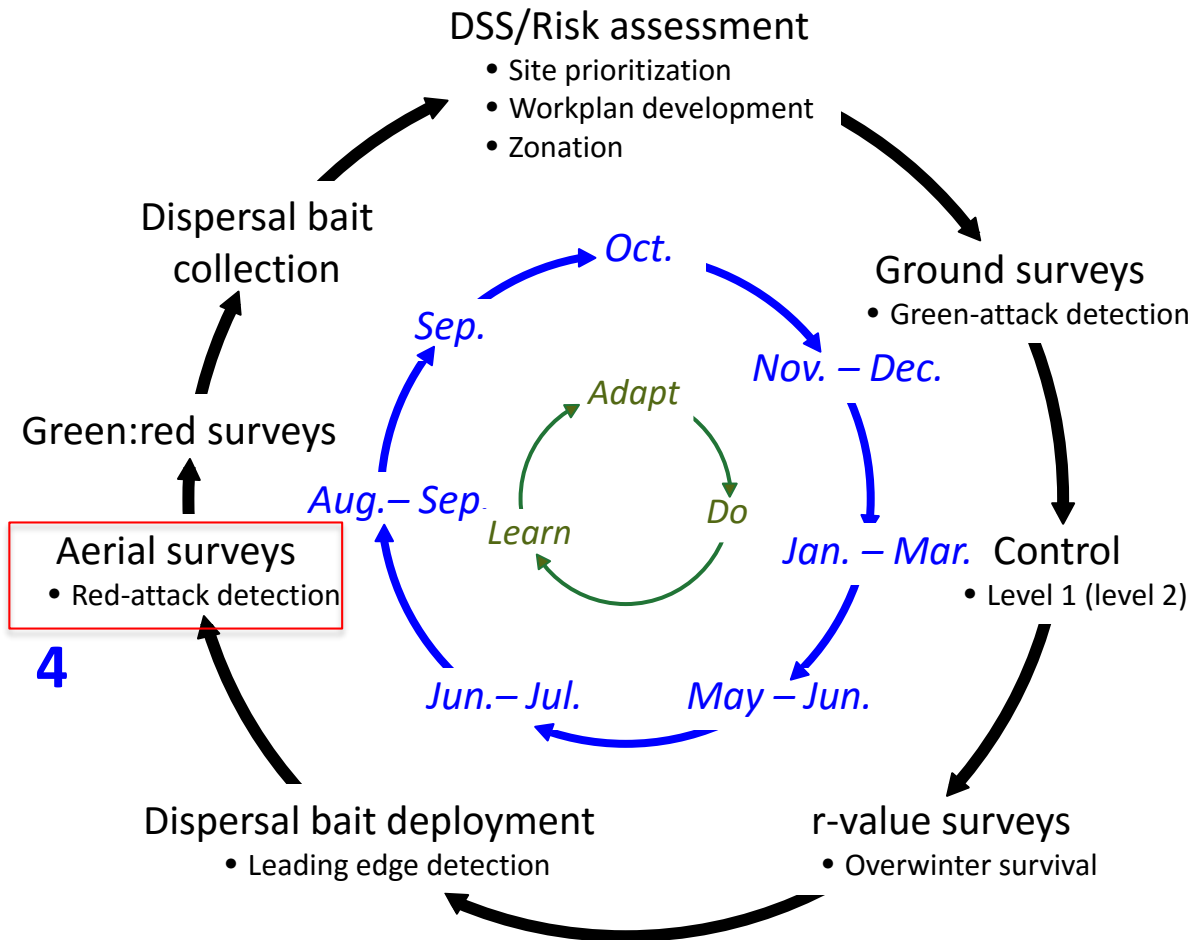 DSS/Risk assessment
• Site prioritization
• Workplan development
• Zonation
Dispersal bait
collection
Oct.
Ground surveys
• Green-attack detection
Sep.
Nov. – Dec.
Adapt
Green:red surveys
Aug.– Sep.
Learn
Do
Aerial surveys
• Red-attack detection
Jan. – Mar.
Control
• Level 1 (level 2)
4
Jun.– Jul.
May – Jun.
Dispersal bait deployment
• Leading edge detection
r-value surveys
• Overwinter survival